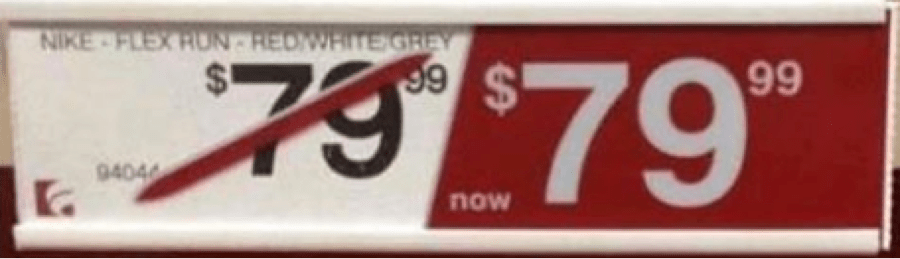 NIKE - FLEX RUN - RED/WHITE/GREY
$79.99
$79.99
now